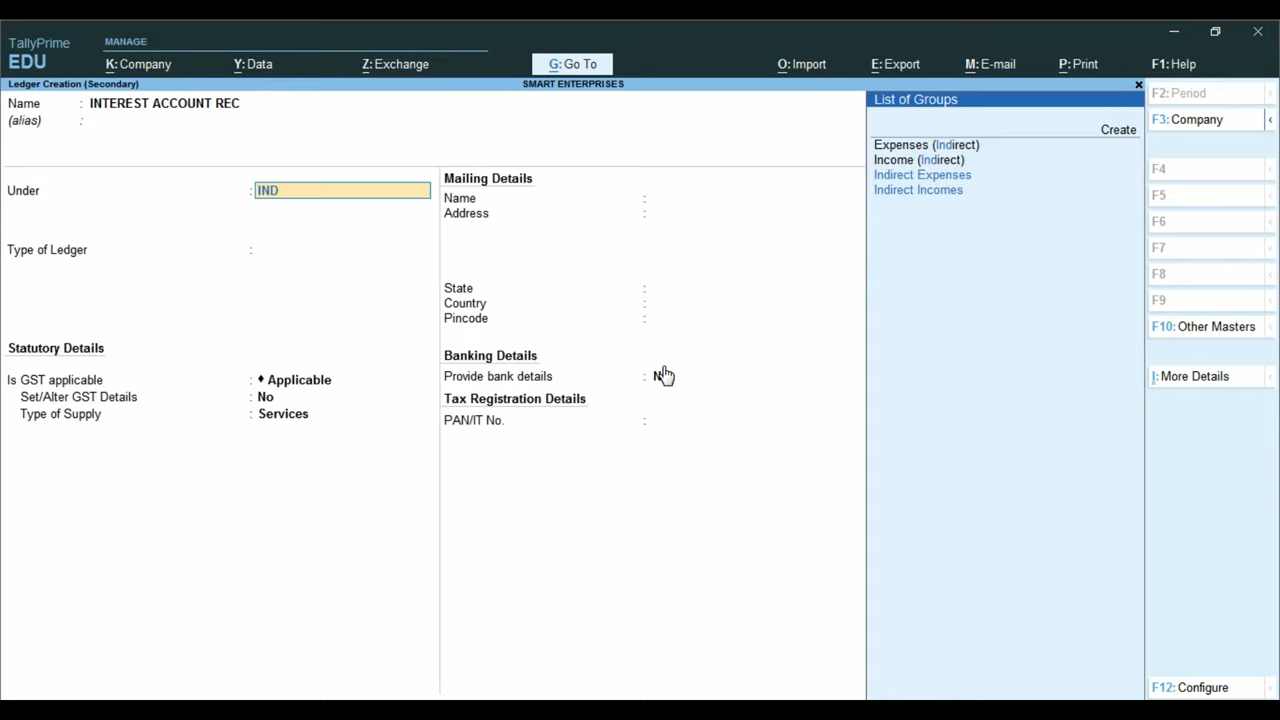 TallyPrime
EDU
MANAGE
K: Company
Y: Data
Z: Exchange
G: Go To
O: Import
E: Export
M: E-mail
P: Print
F1: Help
Ledger Creation (Secondary)
SMART ENTERPRISES
×
Name : INTEREST ACCOUNT REC
(alias) :
Under : IND
Type of Ledger :
Statutory Details
Is GST applicable : ♦ Applicable
Set/Alter GST Details : No
Type of Supply : Services
Mailing Details
Name :
Address :
State :
Country :
Pincode :
Banking Details
Provide bank details :
Tax Registration Details
PAN/IT No. :
List of Groups
Create
Expenses (Indirect)
Income (Indirect)
Indirect Expenses
Indirect Incomes
F2: Period
F3: Company
F4
F5
F6
F7
F8
F9
F10: Other Masters
I: More Details
F12: Configure